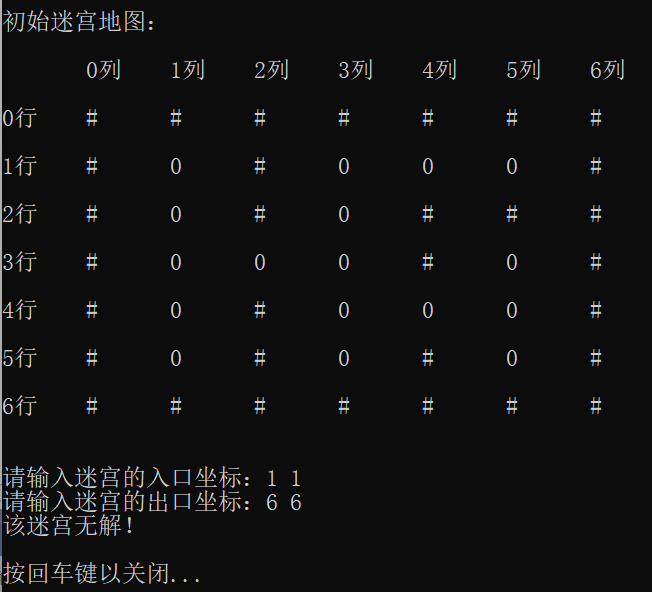 初始迷宫地图：
0列 1列 2列 3列 4列 5列 6列
0行 # # # # # # #
1行 # 0 # 0 0 0 #
2行 # 0 # 0 # # #
3行 # 0 0 0 # 0 #
4行 # 0 # 0 0 0 #
5行 # 0 # 0 # 0 #
6行 # # # # # # #
请输入迷宫的入口坐标：1 1
请输入迷宫的出口坐标：6 6
该迷宫无解！
按回车键以关闭...